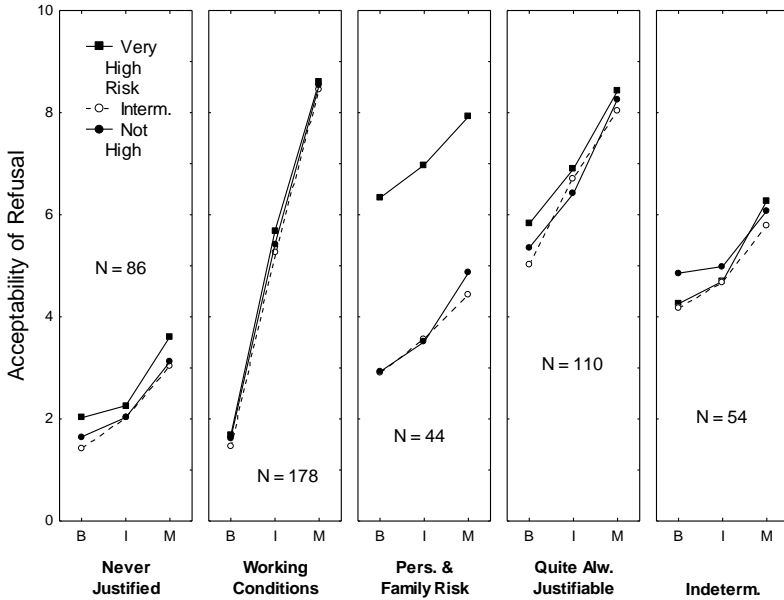 Acceptability of Refusal
10
8
6
4
2
0
Very
High
Risk
Interm.
Not
High
N = 86
N = 178
N = 44
N = 110
N = 54
B I M
B I M
B I M
B I M
B I M
Never
Justified
Working
Conditions
Pers. &
Family Risk
Quite Alw.
Justifiable
Indeterm.